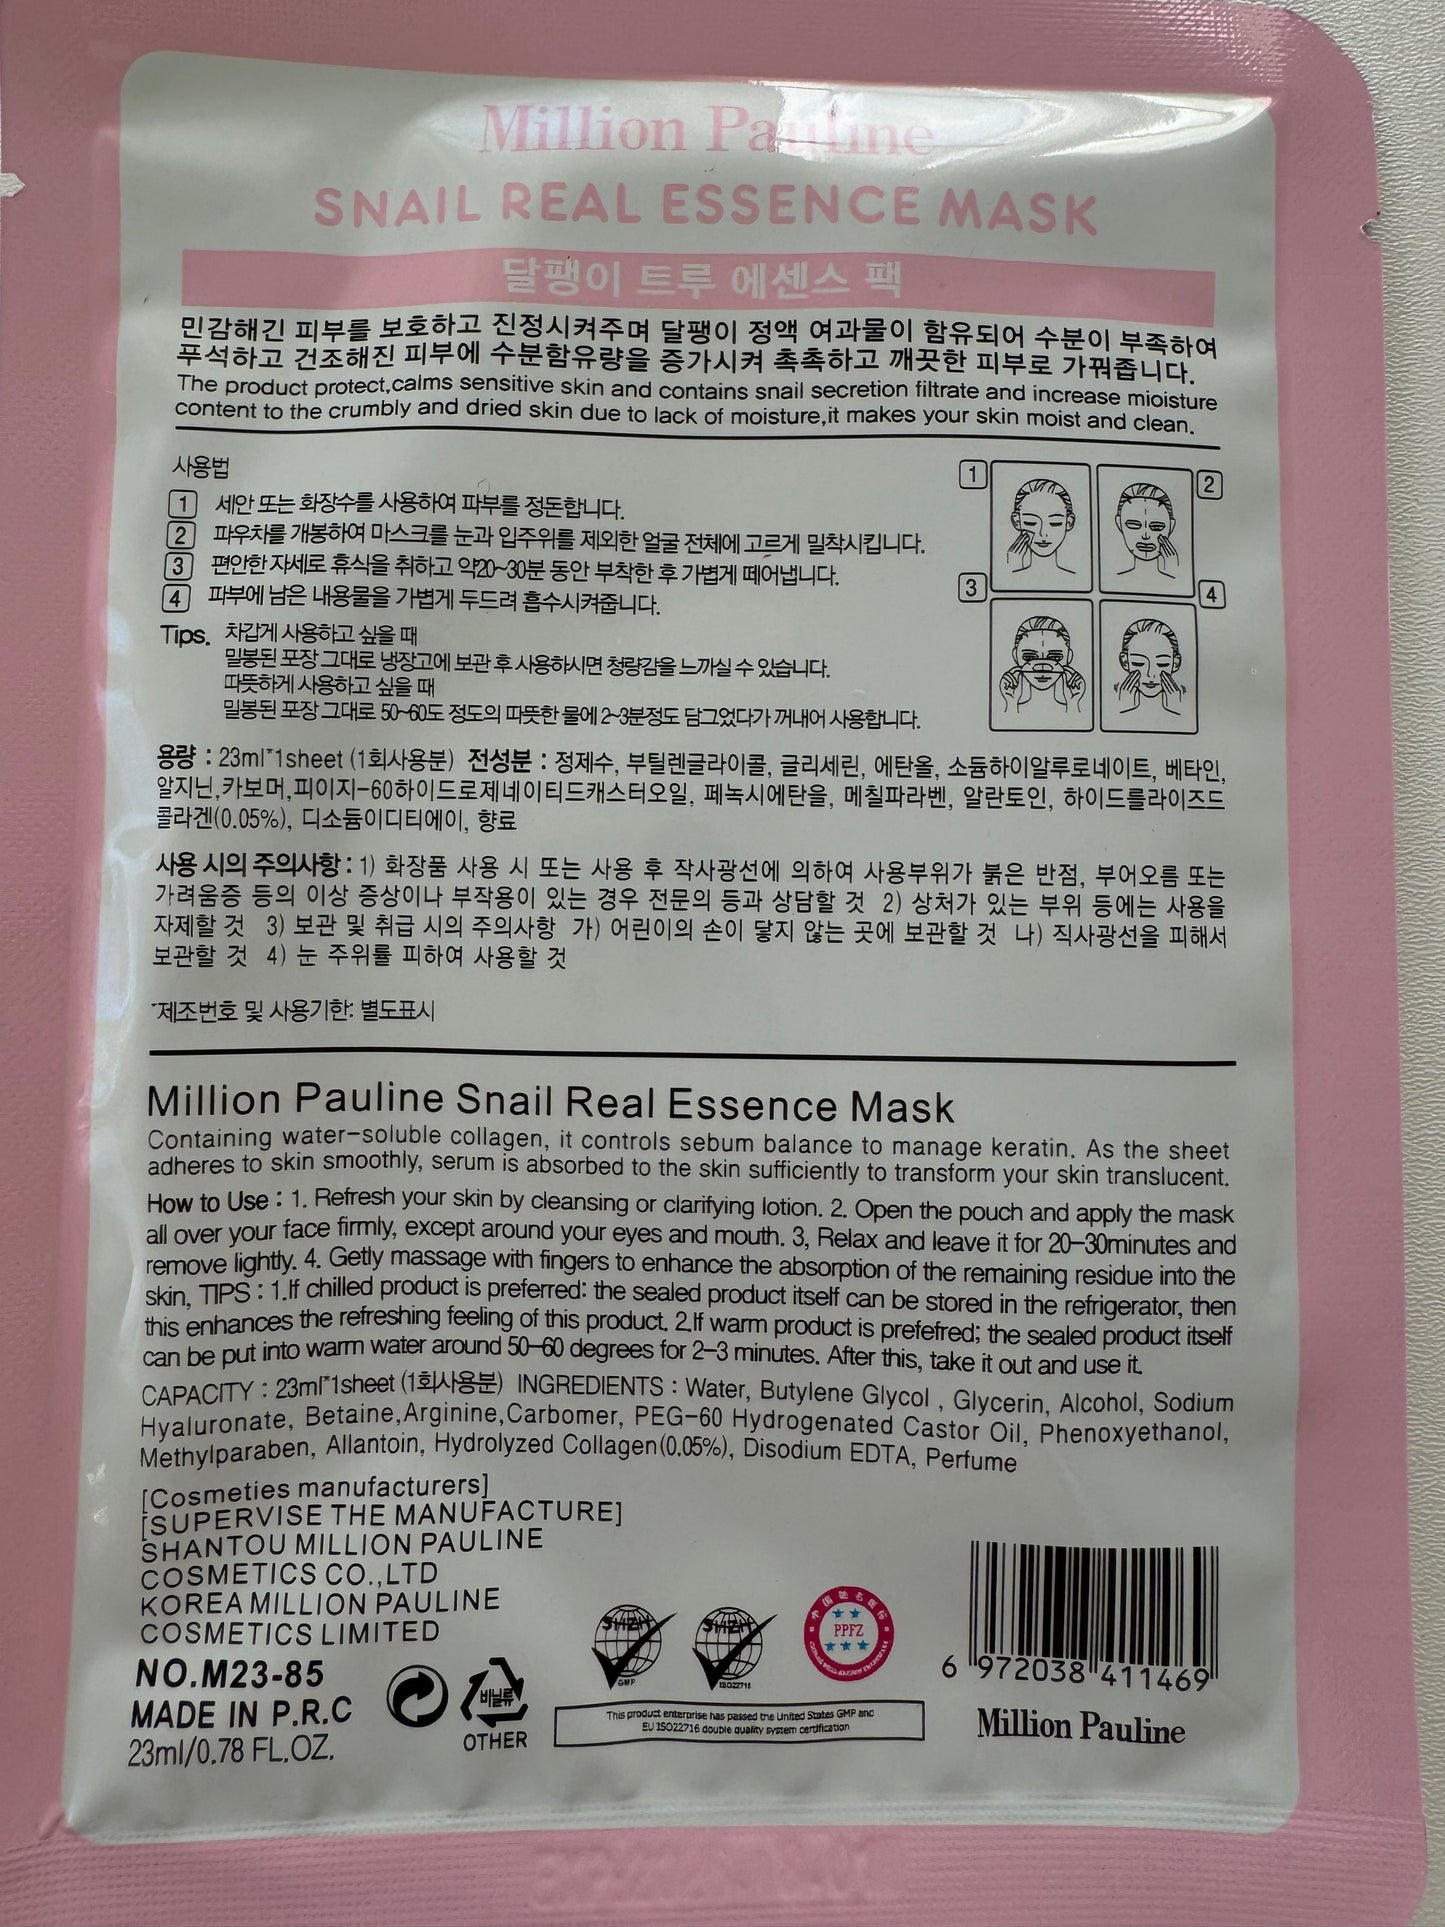 Million Pauline
SNAIL REAL ESSENCE MASK
달팽이 트루 에센스 팩
민감해긴 피부를 보호하고 진정시켜주며 달팽이 정액 여과물이 함유되어 수분이 부족하여
푸석하고 건조해진 피부에 수분함유량을 증가시켜 촉촉하고 깨끗한 피부로 가꿔줍니다.
The product protect,calms sensitive skin and contains snail secretion filtrate and increase mioisture
content to the crumbly and dried skin due to lack of moisture,it makes your skin moist and clean.
사용법
1 세안 또는 화장수를 사용하여 파부를 정돈합니다.
2 파우차를 개봉하여 마스크를 눈과 입주위를 제외한 얼굴 전체에 고르게 밀착시킵니다.
3 편안한 자세로 휴식을 취하고 약20~30분 동안 부착한 후 가볍게 떼어냅니다.
4 파부에 남은 내용물을 가볍게 두드려 흡수시켜줍니다.
1
2
3
4
Tips. 차갑게 사용하고 싶을 때
밀봉된 포장 그대로 냉장고에 보관 후 사용하시면 청량감을 느끼실 수 있습니다.
따뜻하게 사용하고 싶을 때
밀봉된 포장 그대로 50~60도 정도의 따뜻한 물에 2~3분정도 담그었다가 꺼내어 사용합니다.
용량 : 23ml*1sheet (1회사용분) 전성분 : 정제수, 부틸렌글라이콜, 글리세린, 에탄올, 소듐하이알루로네이트, 베타인,
알지닌,카보머,피이지-60하이드로제네이티드캐스터오일, 페녹시에탄을, 메칠파라벤, 알란토인, 하이드를라이즈드
콜라겐(0.05%), 디소듐이디티에이, 향료
사용 시의 주의사항 : 1) 화장품 사용 시 또는 사용 후 작사광선에 의하여 사용부위가 붉은 반점, 부어오름 또는
가려움증 등의 이상 증상이나 부작용이 있는 경우 전문의 등과 상담할 것 2) 상처가 있는 부위 등에는 사용을
자제할 것 3) 보관 및 취급 시의 주의사항 가) 어린이의 손이 닿지 않는 곳에 보관할 것 나) 직사광선을 피해서
보관할 것 4) 눈 주위를 피하여 사용할 것
*제조번호 및 사용기한: 별도표시
Million Pauline Snail Real Essence Mask
Containing water-soluble collagen, it controls sebum balance to manage keratin. As the sheet
adheres to skin smoothly, serum is absorbed to the skin sufficiently to transform your skin translucent.
How to Use : 1. Refresh your skin by cleansing or clarifying lotion. 2. Open the pouch and apply the mask
all over your face firmly, except around your eyes and mouth. 3, Relax and leave it for 20-30minutes and
remove lightly. 4. Getly massage with fingers to enhance the absorption of the remaining residue into the
skin, TIPS : 1.If chilled product is preferred: the sealed product itself can be stored in the refrigerator, then
this enhances the refreshing feeling of this product. 2.If warm product is prefefred; the sealed product itself
can be put into warm water around 50-60 degrees for 2-3 minutes. After this, take it out and use it.
CAPACITY : 23ml*1sheet (1회사용분) INGREDIENTS : Water, Butylene Glycol , Glycerin, Alcohol, Sodium
Hyaluronate, Betaine,Arginine,Carbomer, PEG-60 Hydrogenated Castor Oil, Phenoxyethanol,
Methylparaben, Allantoin, Hydrolyzed Collagen(0.05%), Disodium EDTA, Perfume
[Cosmeties manufacturers]
[SUPERVISE THE MANUFACTURE]
SHANTOU MILLION PAULINE
COSMETICS CO.,LTD
KOREA MILLION PAULINE
COSMETICS LIMITED
NO.M23-85
MADE IN P.R.C
23ml/0.78 FL.OZ.
비닐류
OTHER
SHZH
GMP
SHZH
ISO22716
PPFZ
This product enterprise has passed the United States GMP and
EU ISO22716 double quality system certification
6 972038 411469
Million Pauline